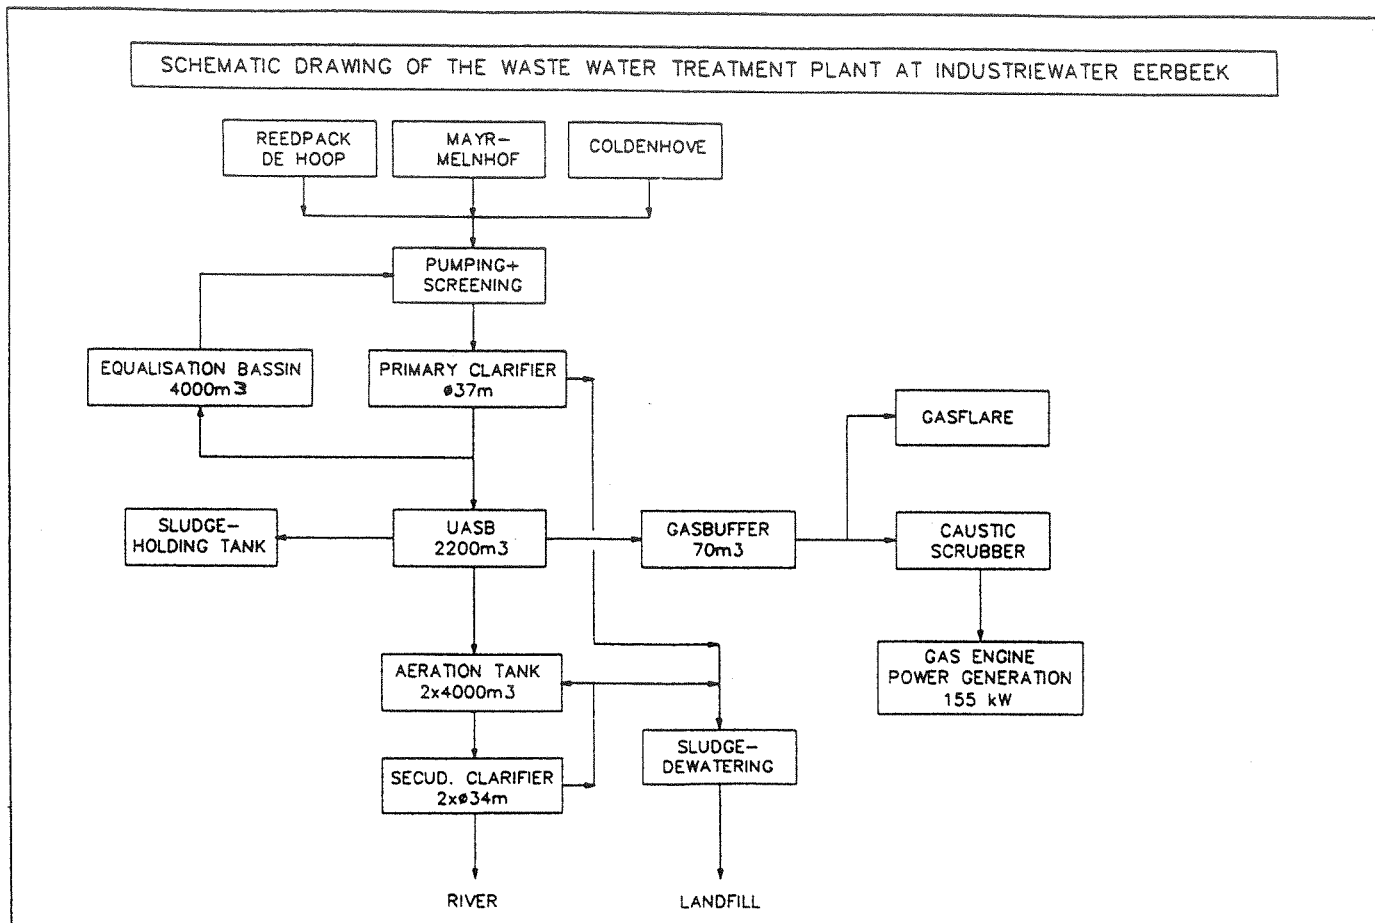 SCHEMATIC DRAWING OF THE WASTE WATER TREATMENT PLANT AT INDUSTRIEWATER EERBEEK
REEDPACK
DE HOOP
MAYR-
MELNHOF
COLDENHOVE
PUMPING+
SCREENING
EQUALISATION BASSIN
4000m3
PRIMARY CLARIFIER
ø37m
GASFLARE
SLUDGE-
HOLDING TANK
UASB
2200m3
GASBUFFER
70m3
CAUSTIC
SCRUBBER
AERATION TANK
2x4000m3
GAS ENGINE
POWER GENERATION
155 kW
SECUD. CLARIFIER
2xø34m
SLUDGE-
DEWATERING
RIVER
LANDFILL